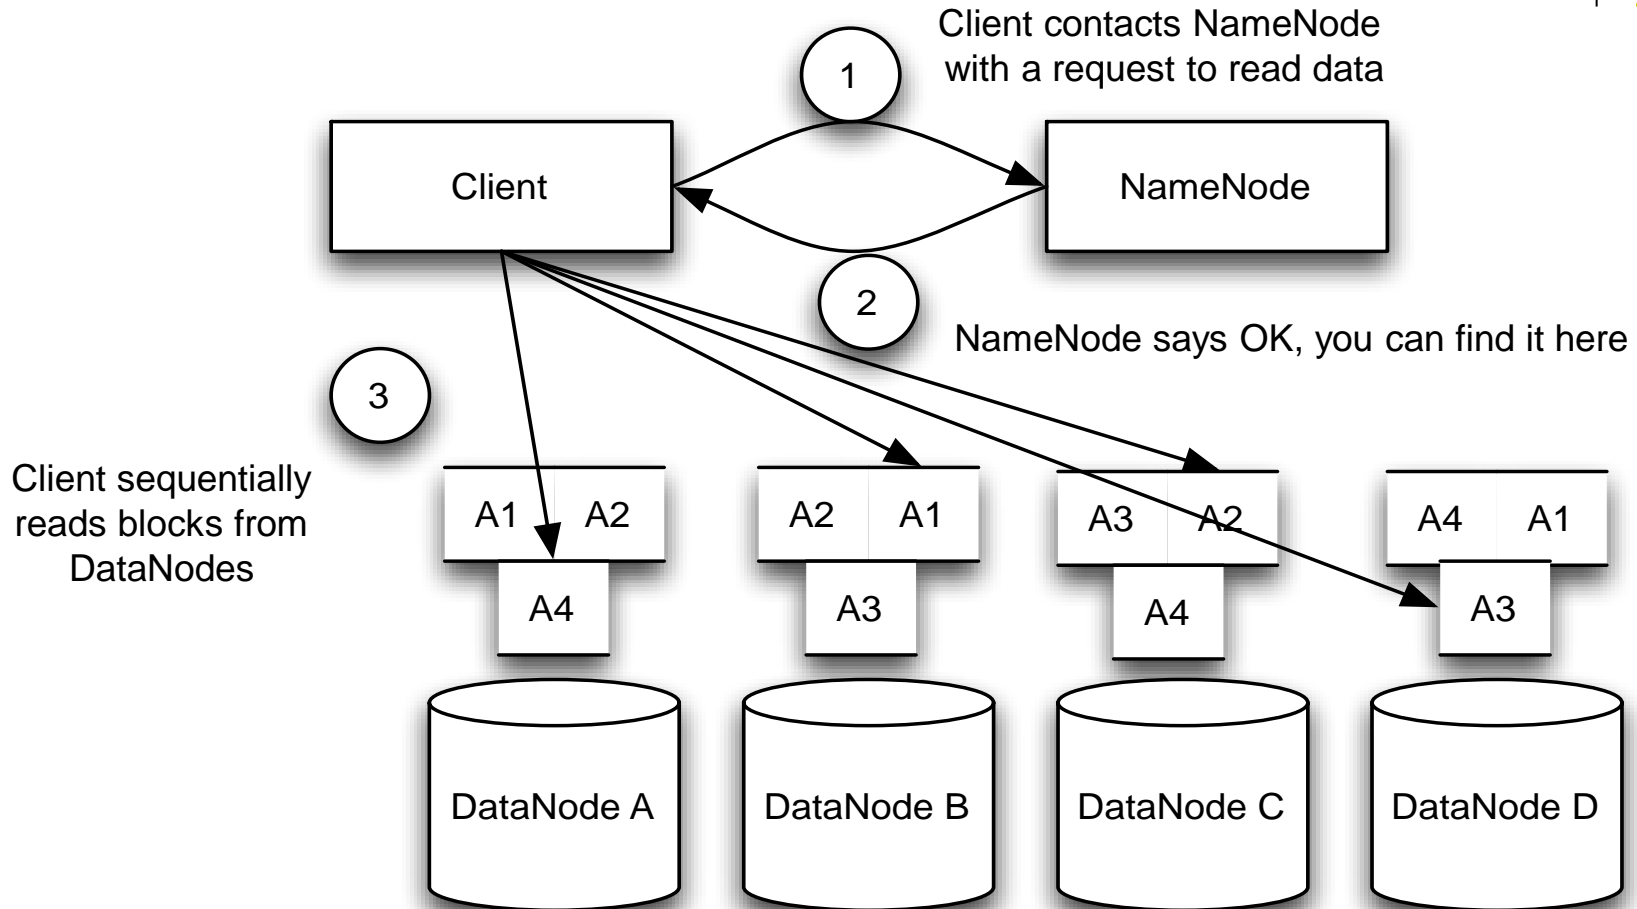 Client contacts NameNode
with a request to read data
1
Client
NameNode
2
NameNode says OK, you can find it here
3
Client sequentially
reads blocks from
DataNodes
A1 A2
A2 A1
A3 A2
A4 A1
A4
A3
A4
A3
DataNode A
DataNode B
DataNode C
DataNode D